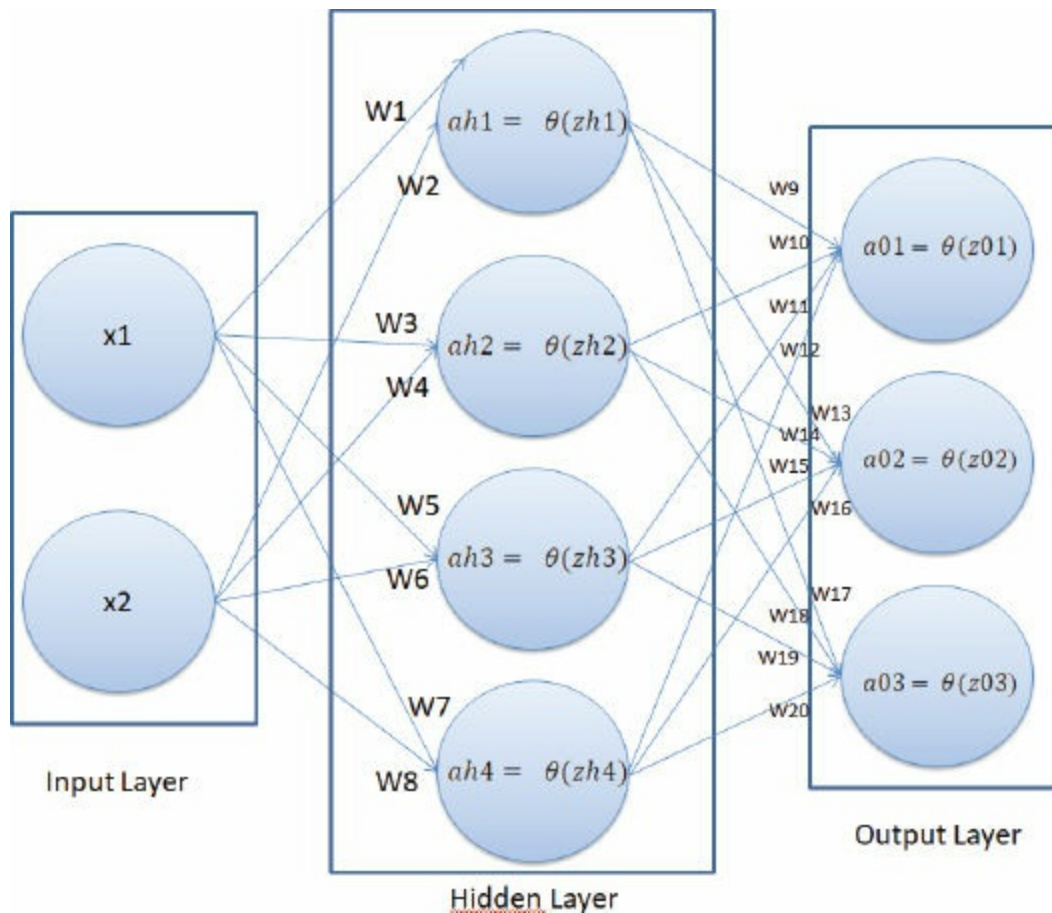 x1
x2
Input Layer
W1
W2
W3
W4
W5
W6
W7
W8
ah1 = θ(zh1)
ah2 = θ(zh2)
ah3 = θ(zh3)
ah4 = θ(zh4)
Hidden Layer
W9
W10
W11
W12
W13
W14
W15
W16
W17
W18
W19
W20
a01 = θ(z01)
a02 = θ(z02)
a03 = θ(z03)
Output Layer